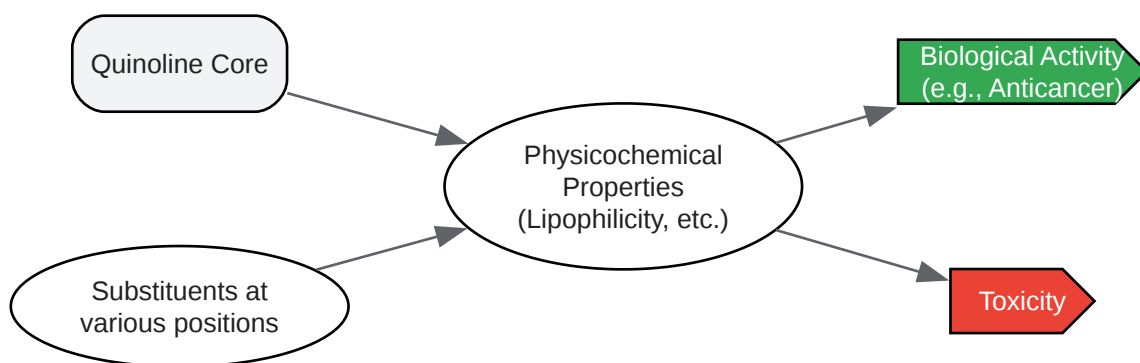 Quinoline Core
Substituents at
various positions
Physicochemical
Properties
(Lipophilicity, etc.)
Biological Activity
(e.g., Anticancer)
Toxicity